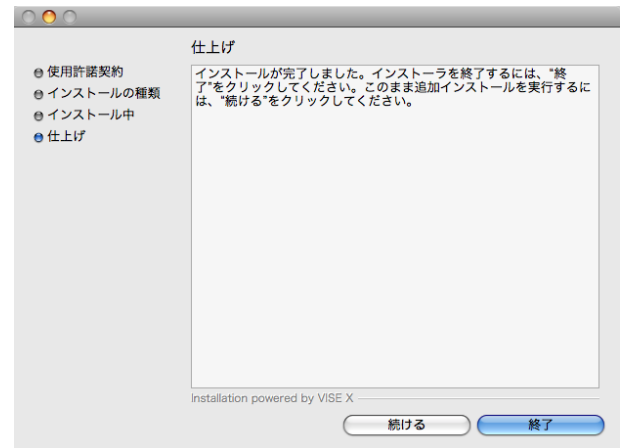 仕上げ
使用許諾契約
インストールの種類
インストール中
仕上げ
インストールが完了しました。インストーラを終了するには、“終
了”をクリックしてください。このまま追加インストールを実行するに
は、“続ける”をクリックしてください。
Installation powered by VISE X
続ける
終了